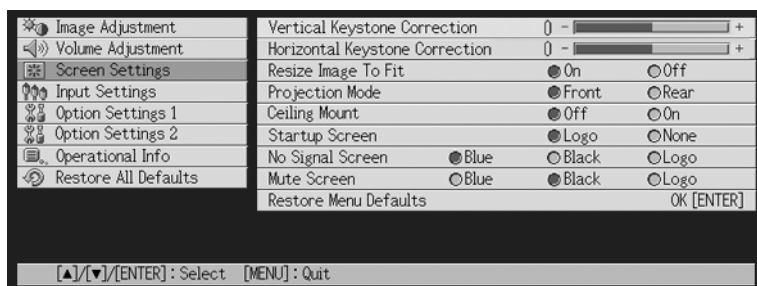 Image Adjustment
Volume Adjustment
Screen Settings
Input Settings
Option Settings 1
Option Settings 2
Operational Info
Restore All Defaults
Vertical Keystone Correction 0 - +
Horizontal Keystone Correction 0 - +
Resize Image To Fit On Off
Projection Mode Front Rear
Ceiling Mount Off On
Startup Screen Logo None
No Signal Screen Blue Black Logo
Mute Screen Blue Black Logo
Restore Menu Defaults OK [ENTER]
[▲]/[▼]/[ENTER] : Select [MENU] : Quit